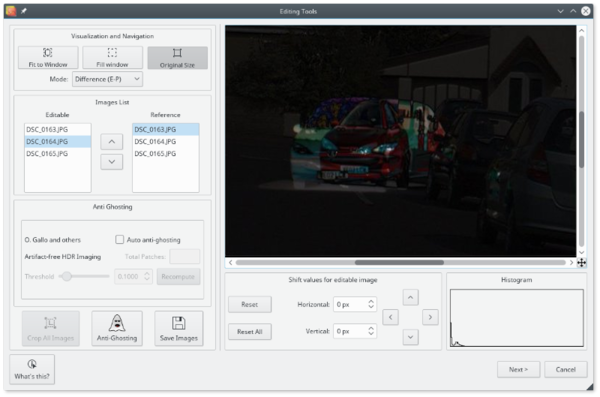 Editing Tools
Visualization and Navigation
Fit to Window
Fill window
Original Size
Mode: Difference (E-P)
Images List
Editable
Reference
DSC_0163.JPG
DSC_0163.JPG
DSC_0164.JPG
DSC_0164.JPG
DSC_0165.JPG
DSC_0165.JPG
Anti Ghosting
O. Gallo and others
Auto anti-ghosting
Artifact-free HDR Imaging
Total Patches:
Threshold
0.1000
Recompute
Crop All Images
Anti-Ghosting
Save Images
Shift values for editable image
Reset
Horizontal: 0 px
Reset All
Vertical: 0 px
Histogram
What's this?
Next >
Cancel